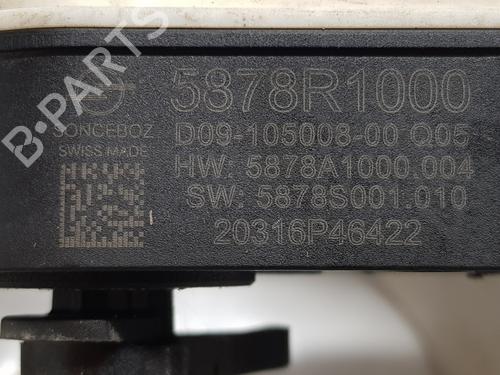 SONCEBOZ
SWISS MADE
5878R1000
D09-105008-00 Q05
HW: 5878A1000.004
SW: 5878S001.010
20316P46422
B-PARTS